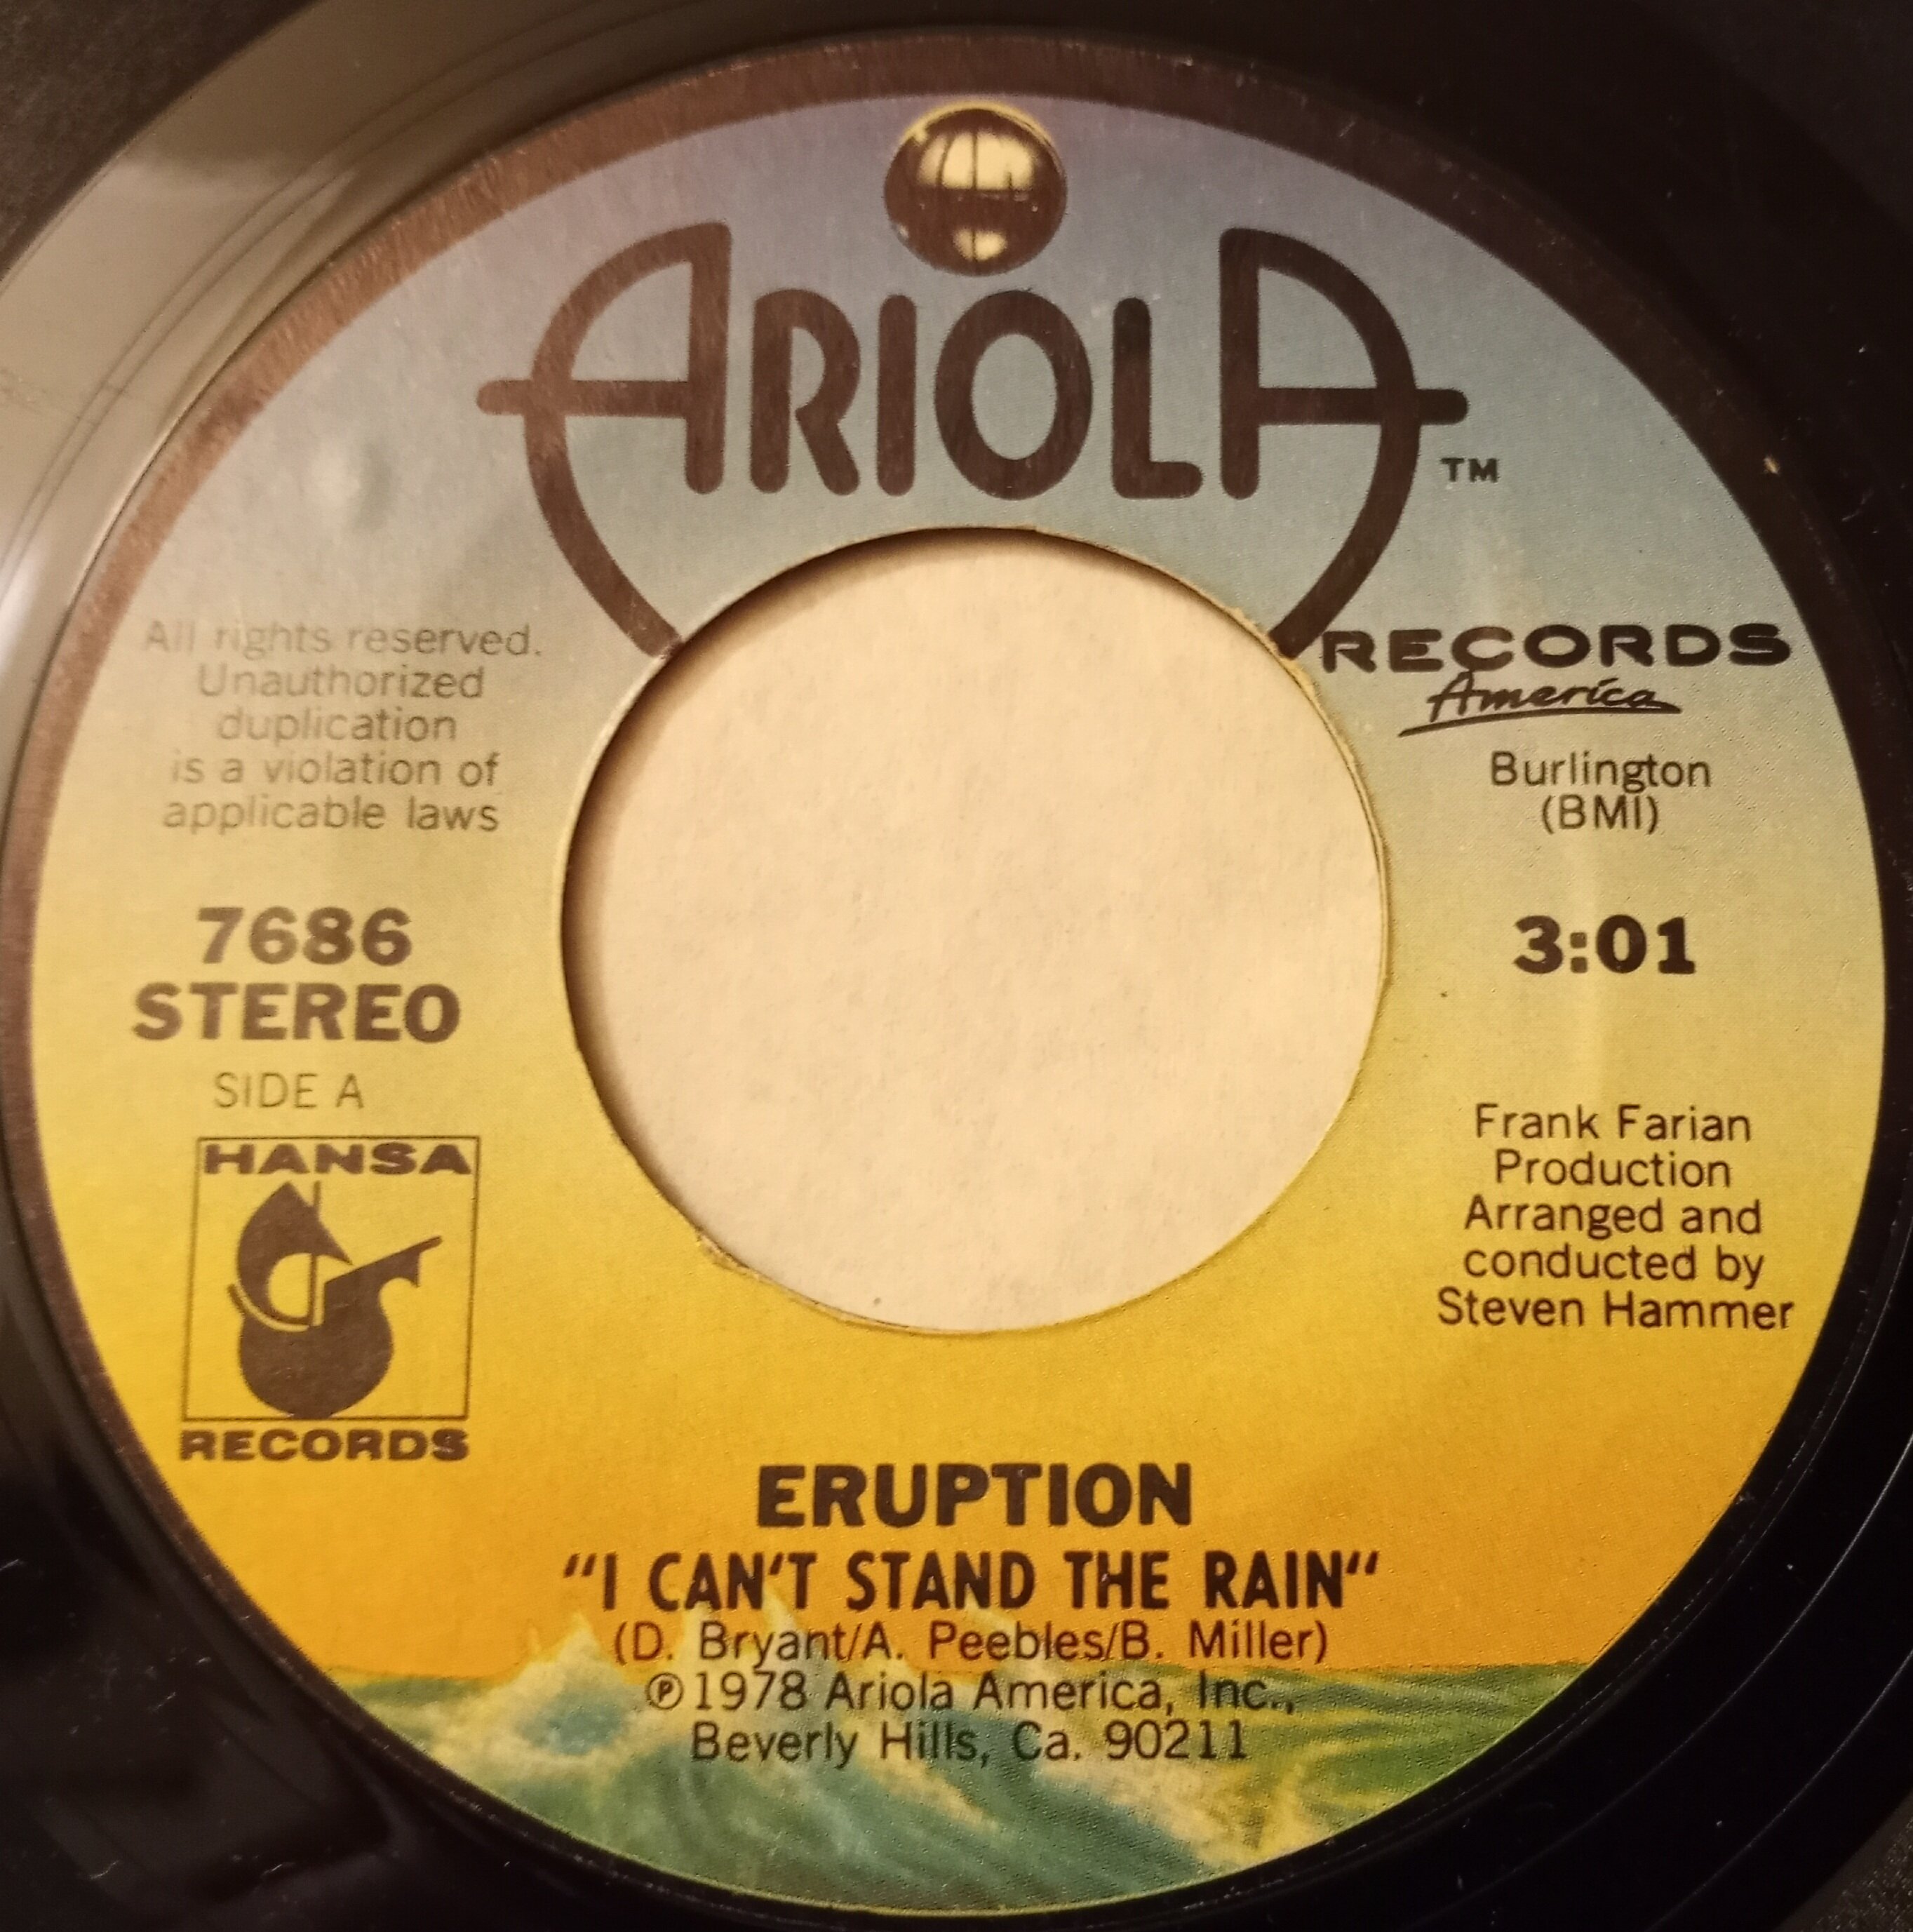 ARIOLA
TM
RECORDS
America
All rights reserved.
Unauthorized
duplication
is a violation of
applicable laws
Burlington
(BMI)
7686
STEREO
SIDE A
3:01
HANSA
RECORDS
Frank Farian
Production
Arranged and
conducted by
Steven Hammer
ERUPTION
"I CAN'T STAND THE RAIN"
(D. Bryant/A. Peebles/B. Miller)
℗1978 Ariola America, Inc.,
Beverly Hills, Ca. 90211